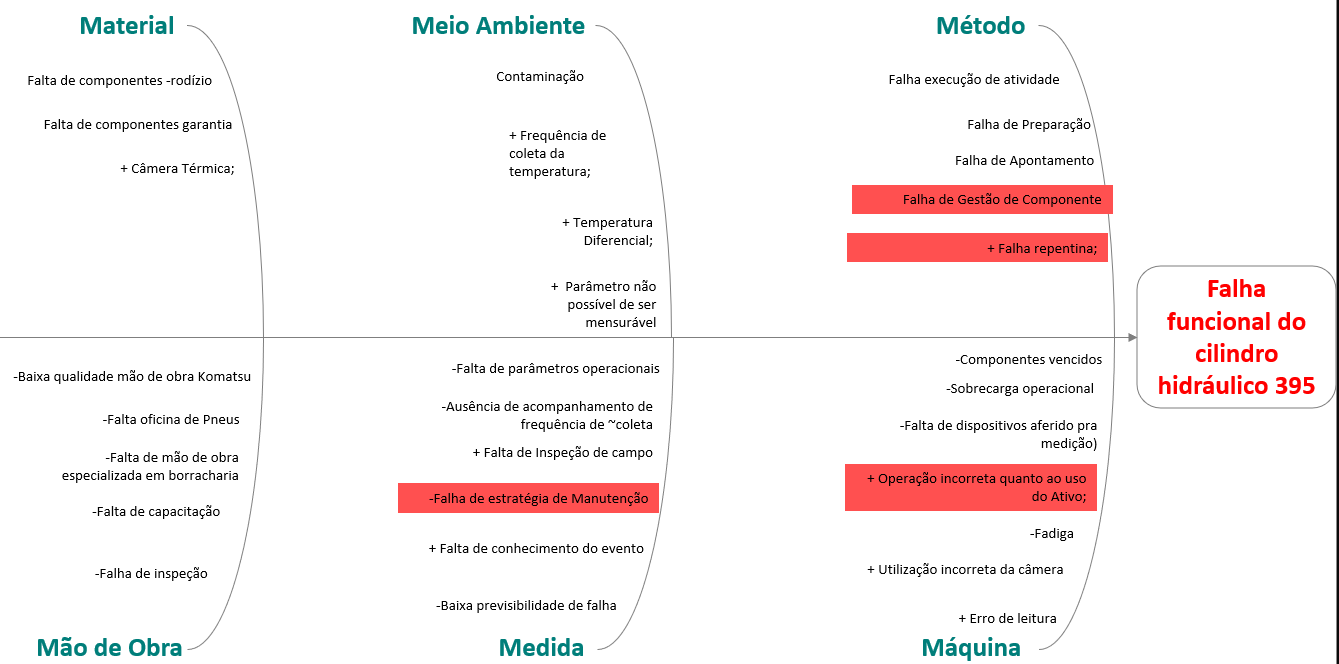 Material
Falta de componentes -rodízio
Falta de componentes garantia
+ Câmera Térmica;
Meio Ambiente
Contaminação
+ Frequência de
coleta da
temperatura;
+ Temperatura
Diferencial;
+ Parâmetro não
possível de ser
mensurável
Método
Falha execução de atividade
Falha de Preparação
Falha de Apontamento
Falha de Gestão de Componente
+ Falha repentina;
Falha
funcional do
cilindro
hidráulico 395
-Baixa qualidade mão de obra Komatsu
-Falta oficina de Pneus
-Falta de mão de obra
especializada em borracharia
-Falta de capacitação
-Falha de inspeção
Mão de Obra
-Falta de parâmetros operacionais
-Ausência de acompanhamento de
frequência de ~coleta
+ Falta de Inspeção de campo
-Falha de estratégia de Manutenção
+ Falta de conhecimento do evento
-Baixa previsibilidade de falha
Medida
-Componentes vencidos
-Sobrecarga operacional
-Falta de dispositivos aferido pra
medição)
+ Operação incorreta quanto ao uso
do Ativo;
-Fadiga
+ Utilização incorreta da câmera
+ Erro de leitura
Máquina